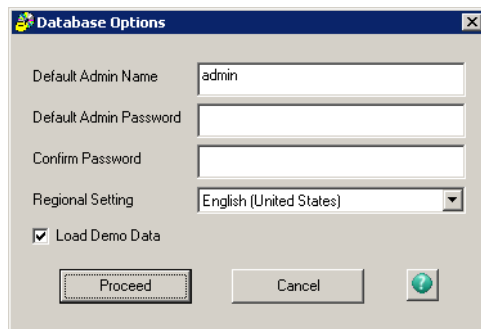 Database Options
Default Admin Name admin
Default Admin Password
Confirm Password
Regional Setting English (United States)
Load Demo Data
Proceed Cancel ?